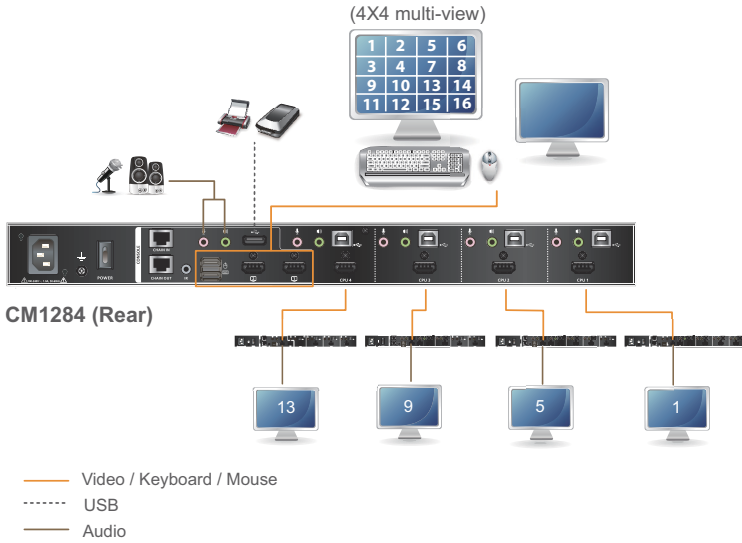 (4X4 multi-view)
1 2 5 6
3 4 7 8
9 10 13 14
11 12 15 16
CHAIN IN
CONSOLE
POWER
CHAIN OUT
IR
CPU 4
CPU 3
CPU 2
CPU 1
CM1284 (Rear)
13
9
5
1
Video / Keyboard / Mouse
USB
Audio